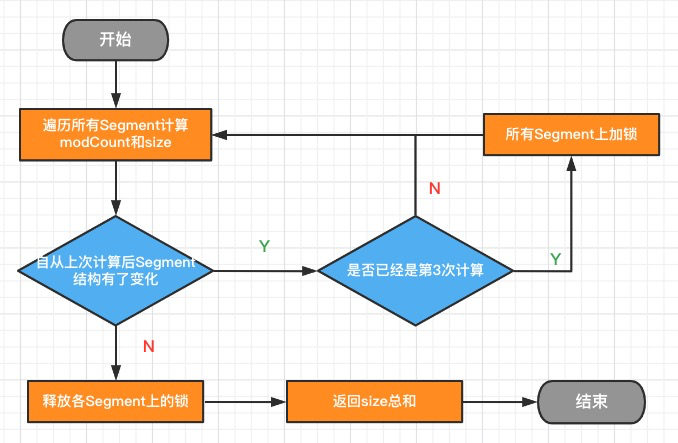 开始
遍历所有Segment计算
modCount和size
所有Segment上加锁
N
自从上次计算后Segment
结构有了变化
Y
是否已经是第3次计算
Y
N
释放各Segment上的锁
返回size总和
结束